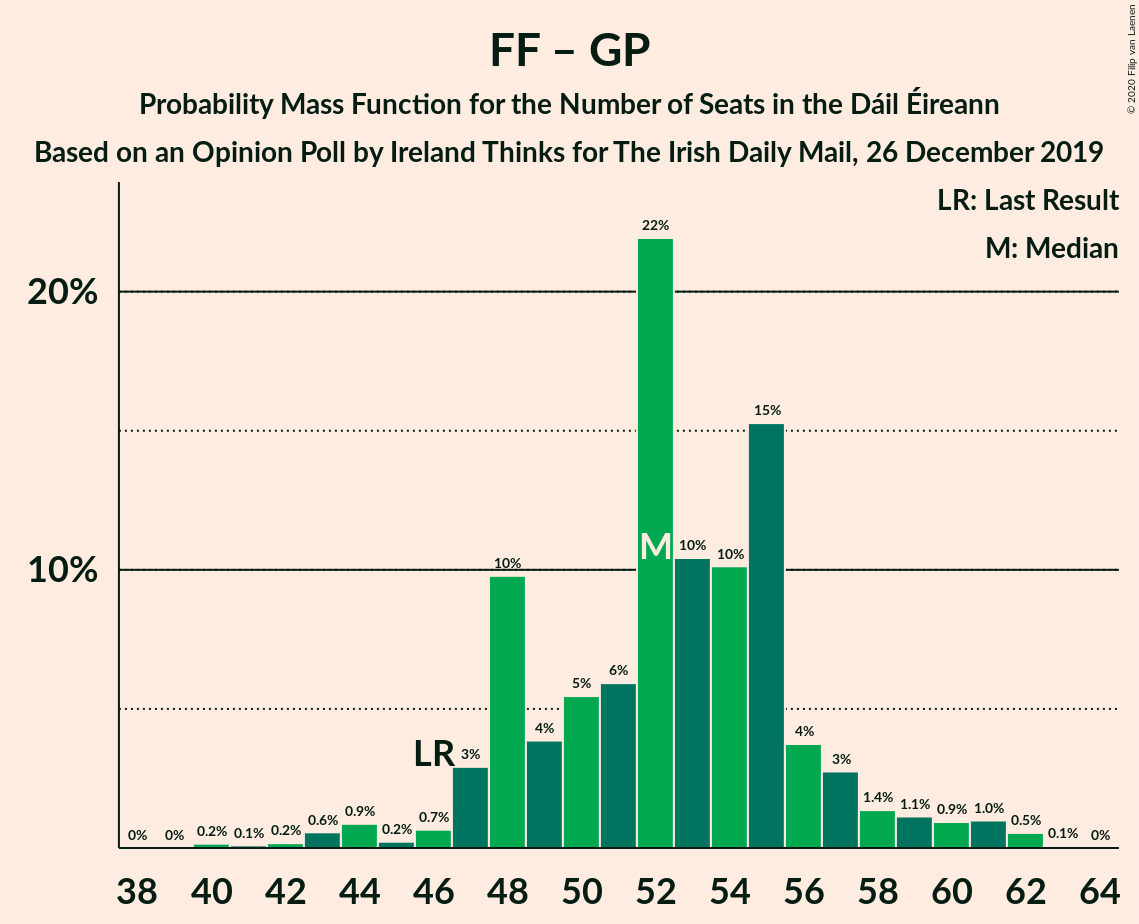 FF – GP
Probability Mass Function for the Number of Seats in the Dáil Éireann
Based on an Opinion Poll by Ireland Thinks for The Irish Daily Mail, 26 December 2019
© 2020 Filip van Laenen
LR: Last Result
M: Median
20%
10%
0% 0% 0.2% 0.1% 0.2% 0.6% 0.9% 0.2% 0.7% 3% 10% 4% 5% 6% 22% 10% 10% 15% 4% 3% 1.4% 1.1% 0.9% 1.0% 0.5% 0.1% 0%
LR
M
38 40 42 44 46 48 50 52 54 56 58 60 62 64